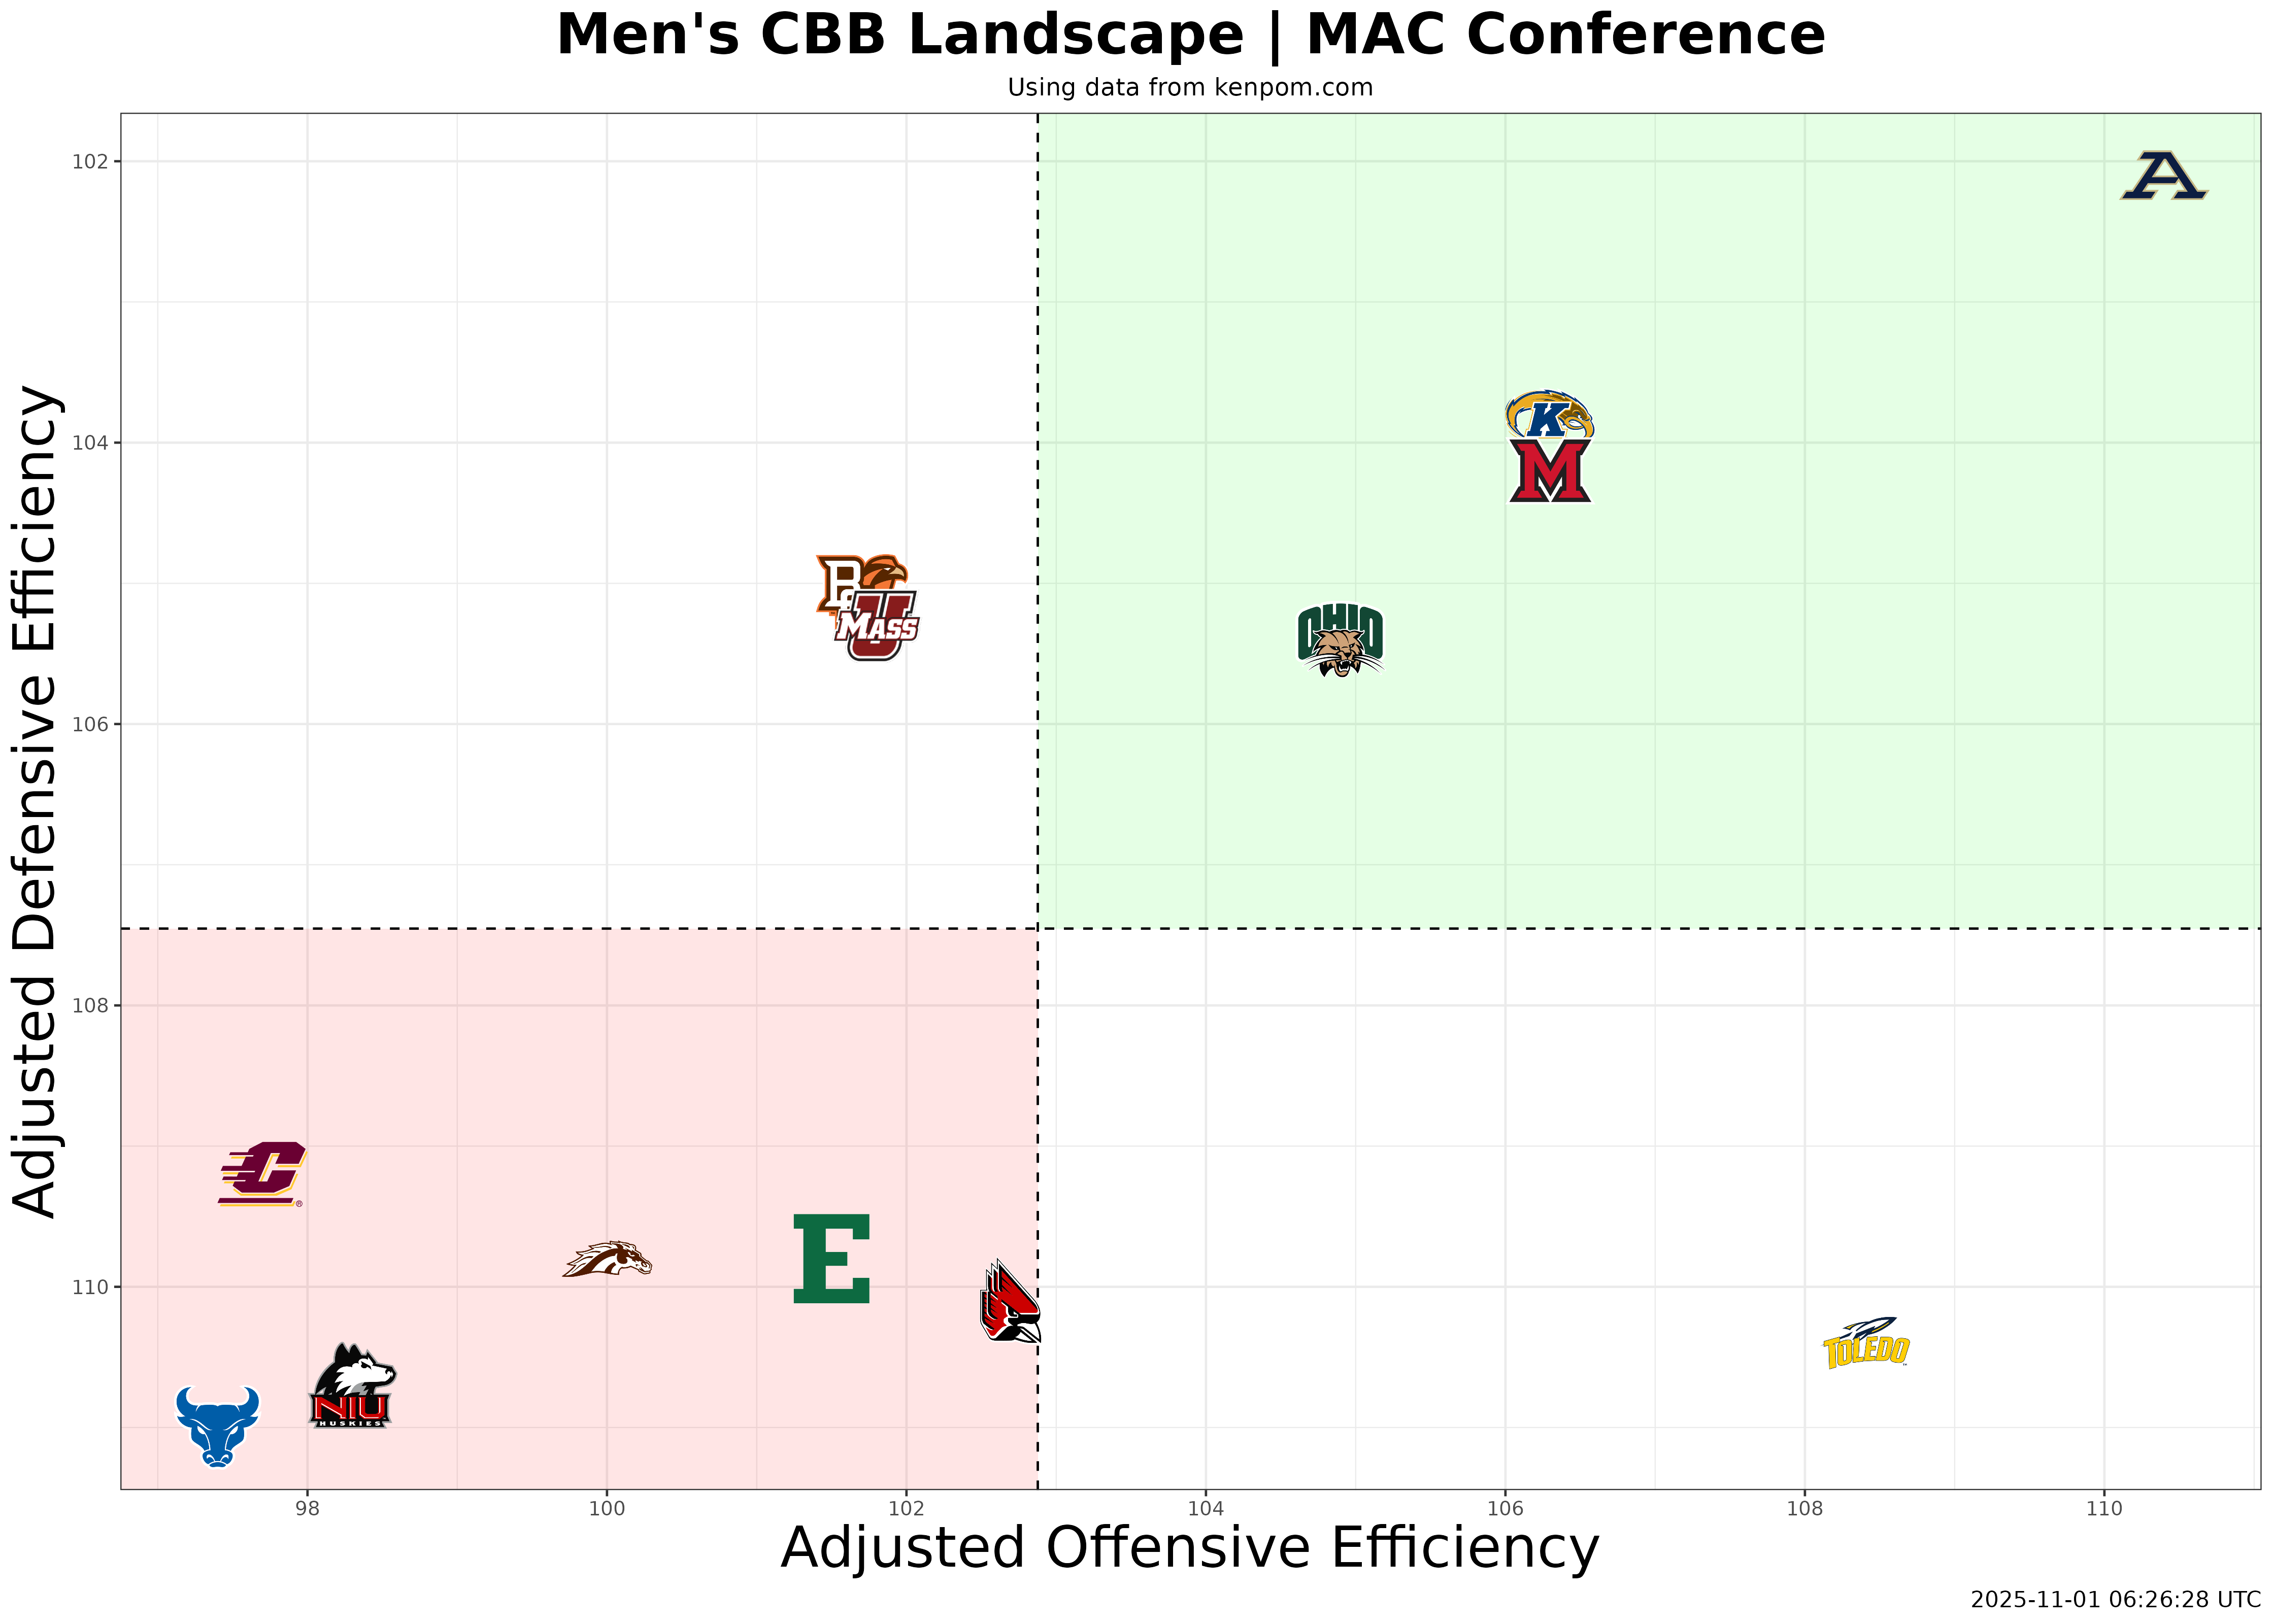 Men's CBB Landscape | MAC Conference
Using data from kenpom.com
Adjusted Defensive Efficiency
102
104
106
108
110
A
K
M
B
U
MASS
OHIO
C
®
E
NIU
HUSKIES
TOLEDO
98
100
102
104
106
108
110
Adjusted Offensive Efficiency
2025-11-01 06:26:28 UTC